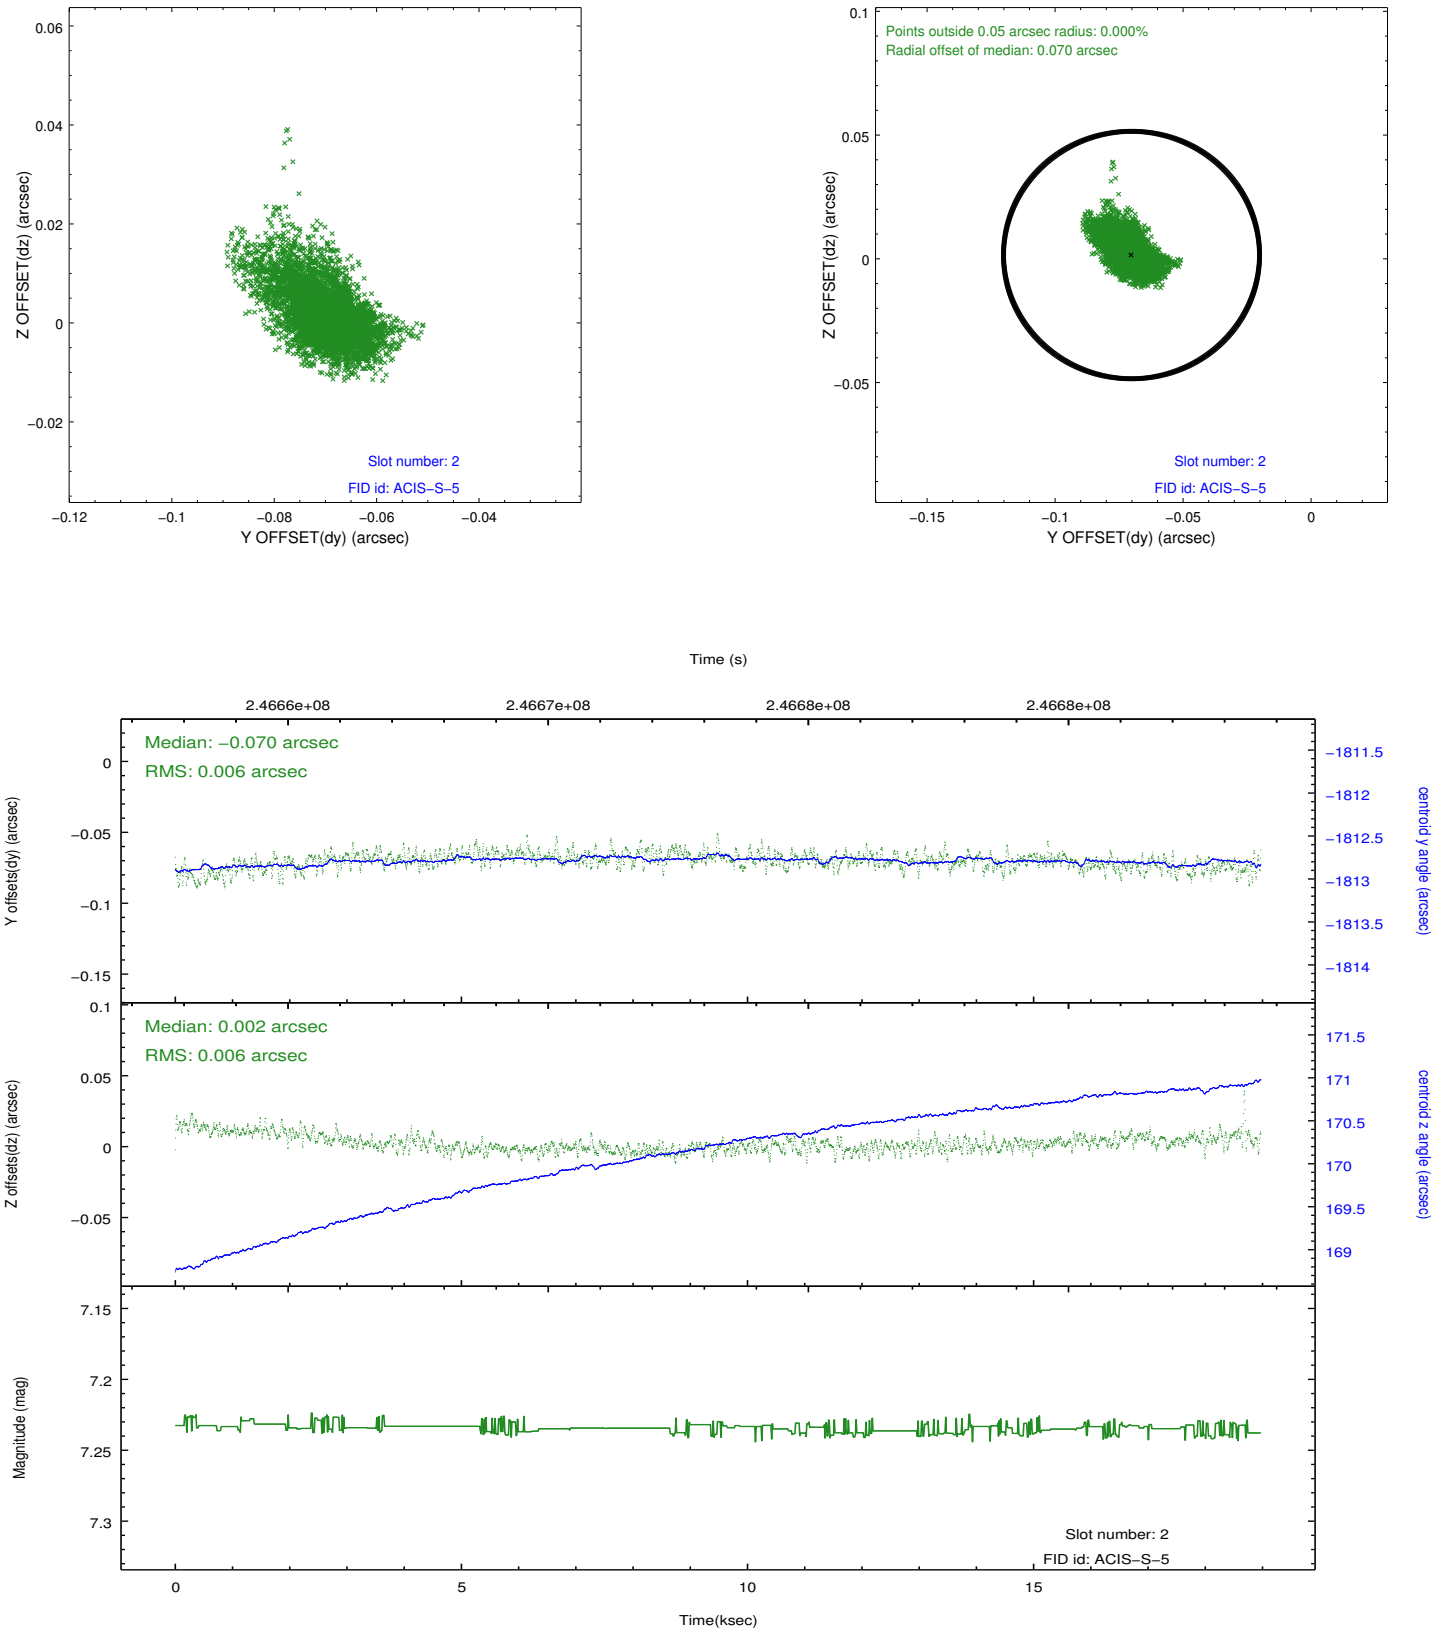 0.06
0.04
0.02
0
−0.02
Z OFFSET(dz) (arcsec)
Slot number: 2
FID id: ACIS−S−5
−0.12
−0.1
−0.08
−0.06
−0.04
Y OFFSET(dy) (arcsec)
0.1
0.05
0
−0.05
Z OFFSET(dz) (arcsec)
Points outside 0.05 arcsec radius: 0.000%
Radial offset of median: 0.070 arcsec
Slot number: 2
FID id: ACIS−S−5
−0.15
−0.1
−0.05
0
Y OFFSET(dy) (arcsec)
Time (s)
2.4666e+08
2.4667e+08
2.4668e+08
2.4668e+08
Median: −0.070 arcsec
RMS: 0.006 arcsec
0
−0.05
−0.1
−0.15
Y offsets(dy) (arcsec)
−1811.5
−1812
−1812.5
−1813
−1813.5
−1814
centroid y angle (arcsec)
Median: 0.002 arcsec
RMS: 0.006 arcsec
0.1
0.05
0
−0.05
Z offsets(dz) (arcsec)
171.5
171
170.5
170
169.5
169
centroid z angle (arcsec)
7.15
7.2
7.25
7.3
Magnitude (mag)
Slot number: 2
FID id: ACIS−S−5
0
5
10
15
Time(ksec)